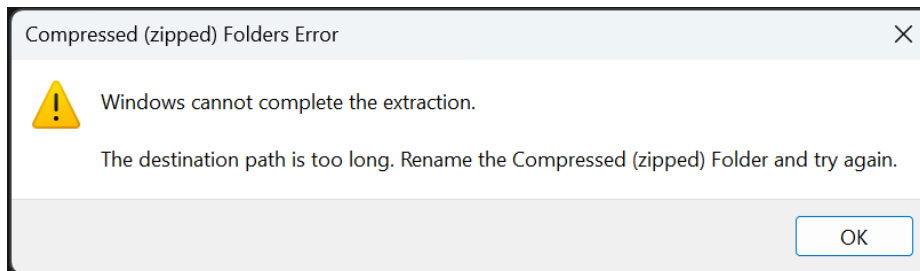 Compressed (zipped) Folders Error
Windows cannot complete the extraction.
The destination path is too long. Rename the Compressed (zipped) Folder and try again.
OK